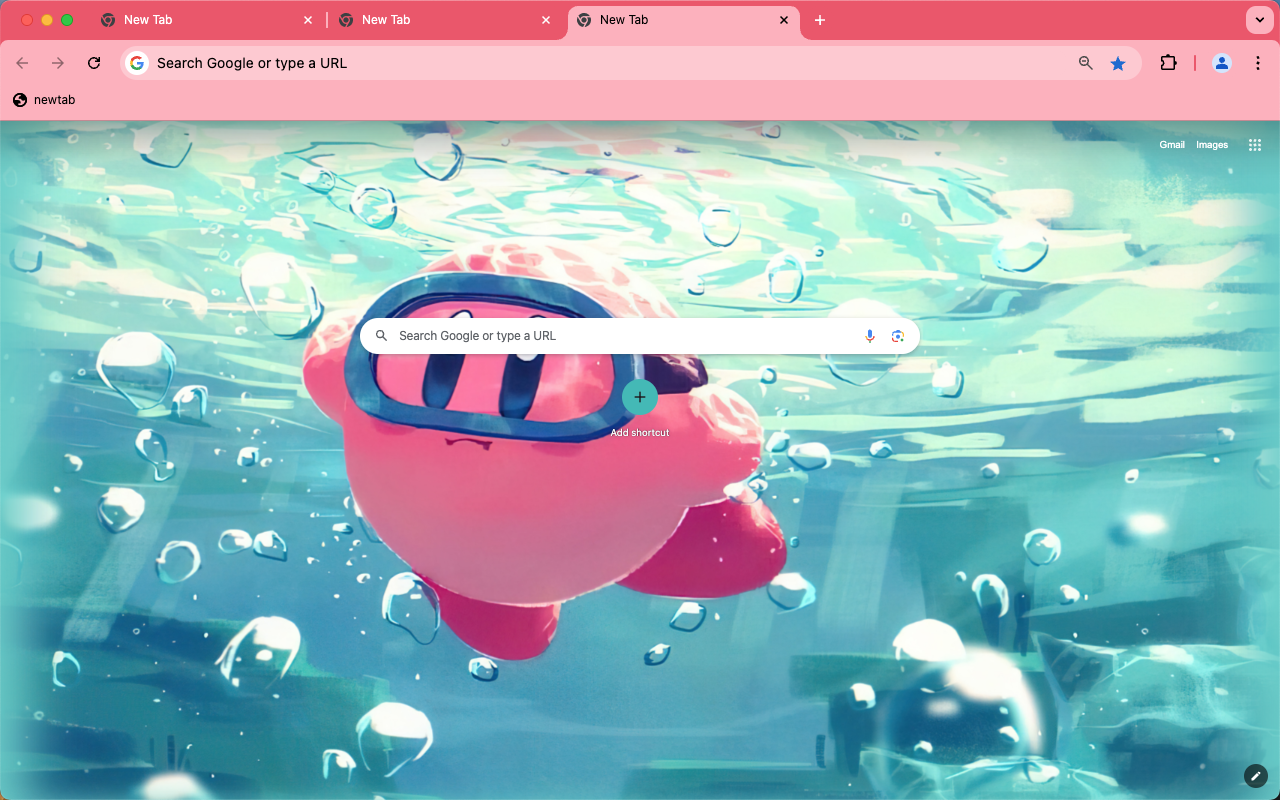 New Tab
New Tab
New Tab
Search Google or type a URL
newtab
Gmail
Images
Search Google or type a URL
Add shortcut